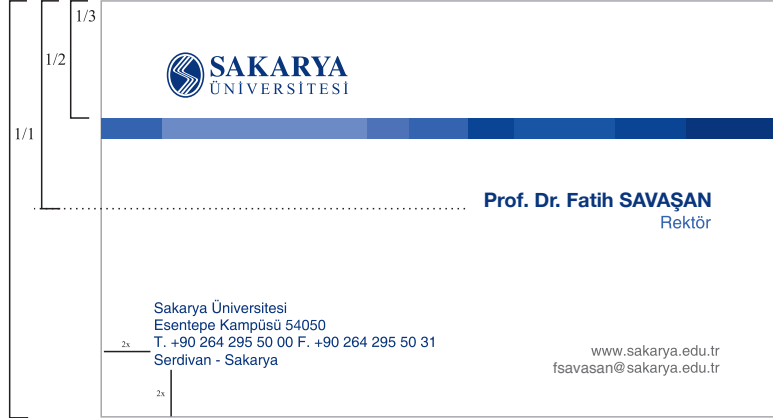 1/3
1/2
1/1
SAKARYA
ÜNİVERSİTESİ
Prof. Dr. Fatih SAVAŞAN
Rektör
Sakarya Üniversitesi
Esentepe Kampüsü 54050
T. +90 264 295 50 00 F. +90 264 295 50 31
Serdivan - Sakarya
2x
2x
www.sakarya.edu.tr
fsavasan@sakarya.edu.tr